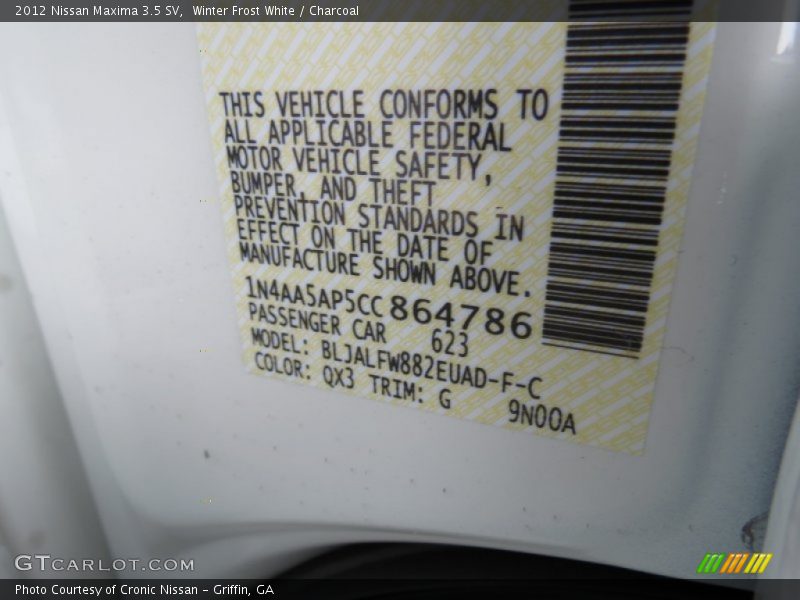 2012 Nissan Maxima 3.5 SV, Winter Frost White / Charcoal
THIS VEHICLE CONFORMS TO
ALL APPLICABLE FEDERAL
MOTOR VEHICLE SAFETY,
BUMPER, AND THEFT
PREVENTION STANDARDS IN
EFFECT ON THE DATE OF
MANUFACTURE SHOWN ABOVE.
1N4AA5AP5CC864786
PASSENGER CAR 623
MODEL: BLJALFW882EUAD-F-C
COLOR: QX3 TRIM: G 9N00A
GTCARLOT.COM
Photo Courtesy of Cronic Nissan - Griffin, GA